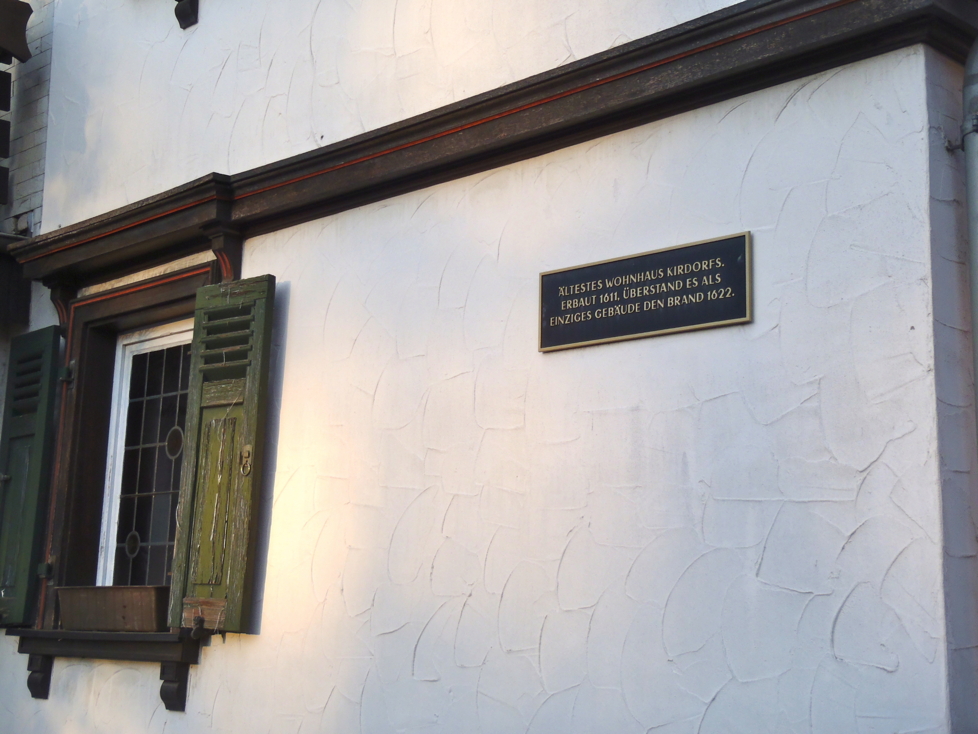 ÄLTESTES WOHNHAUS KIRDORFS.
ERBAUT 1611, ÜBERSTAND ES ALS
EINZIGES GEBÄUDE DEN BRAND 1622.